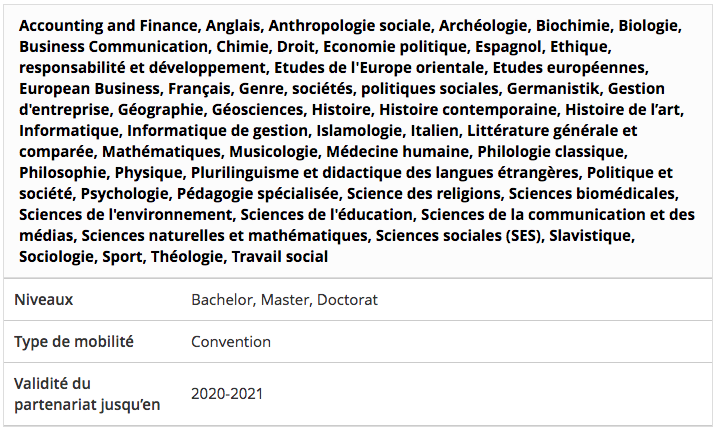 Accounting and Finance, Anglais, Anthropologie sociale, Archéologie, Biochimie, Biologie,
Business Communication, Chimie, Droit, Economie politique, Espagnol, Ethique,
responsabilité et développement, Etudes de l'Europe orientale, Etudes européennes,
European Business, Français, Genre, sociétés, politiques sociales, Germanistik, Gestion
d'entreprise, Géographie, Géosciences, Histoire, Histoire contemporaine, Histoire de l’art,
Informatique, Informatique de gestion, Islamologie, Italien, Littérature générale et
comparée, Mathématiques, Musicologie, Médecine humaine, Philologie classique,
Philosophie, Physique, Plurilinguisme et didactique des langues étrangères, Politique et
société, Psychologie, Pédagogie spécialisée, Science des religions, Sciences biomédicales,
Sciences de l'environnement, Sciences de l'éducation, Sciences de la communication et des
médias, Sciences naturelles et mathématiques, Sciences sociales (SES), Slavistique,
Sociologie, Sport, Théologie, Travail social
Niveaux Bachelor, Master, Doctorat
Type de mobilité Convention
Validité du
partenariat jusqu’en 2020-2021